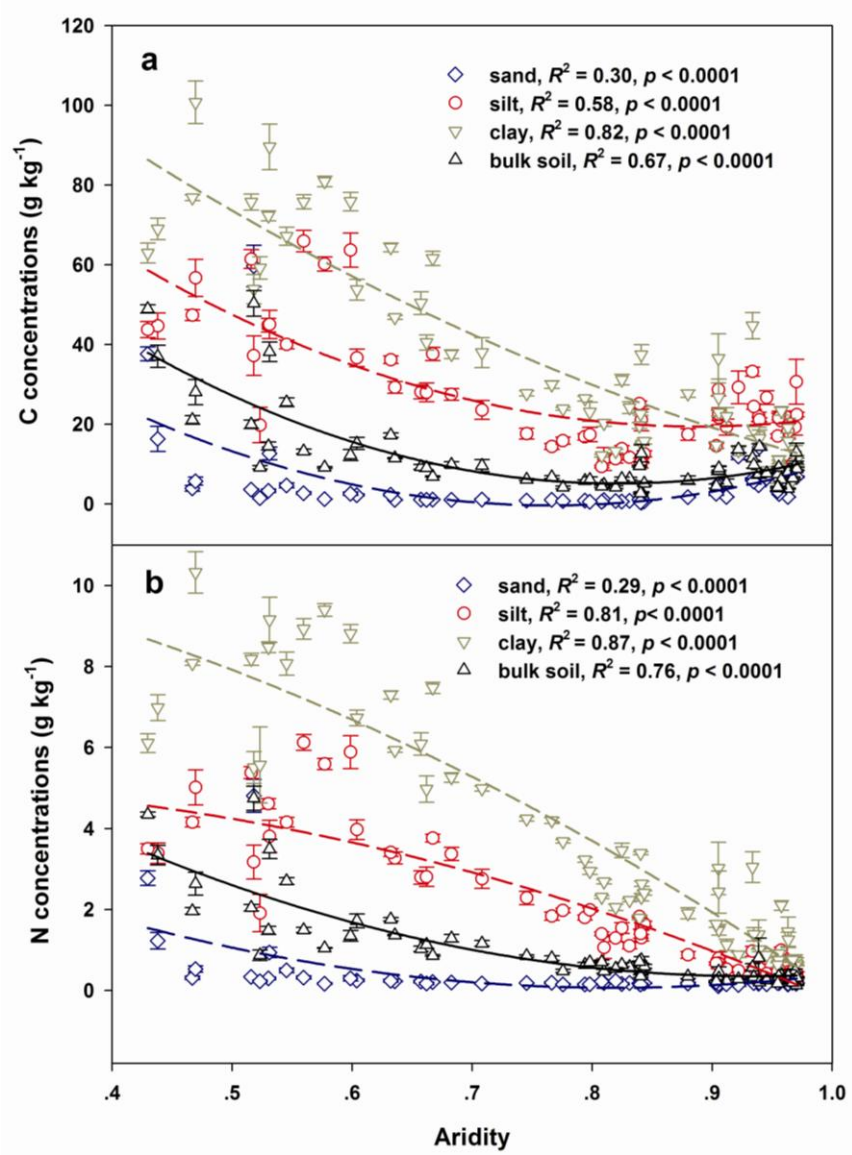 120
100
80
60
40
20
0
C concentrations (g kg⁻¹)
a
sand, R² = 0.30, p < 0.0001
silt, R² = 0.58, p < 0.0001
clay, R² = 0.82, p < 0.0001
bulk soil, R² = 0.67, p < 0.0001
10
8
6
4
2
0
N concentrations (g kg⁻¹)
b
sand, R² = 0.29, p < 0.0001
silt, R² = 0.81, p< 0.0001
clay, R² = 0.87, p < 0.0001
bulk soil, R² = 0.76, p < 0.0001
.4 .5 .6 .7 .8 .9 1.0
Aridity